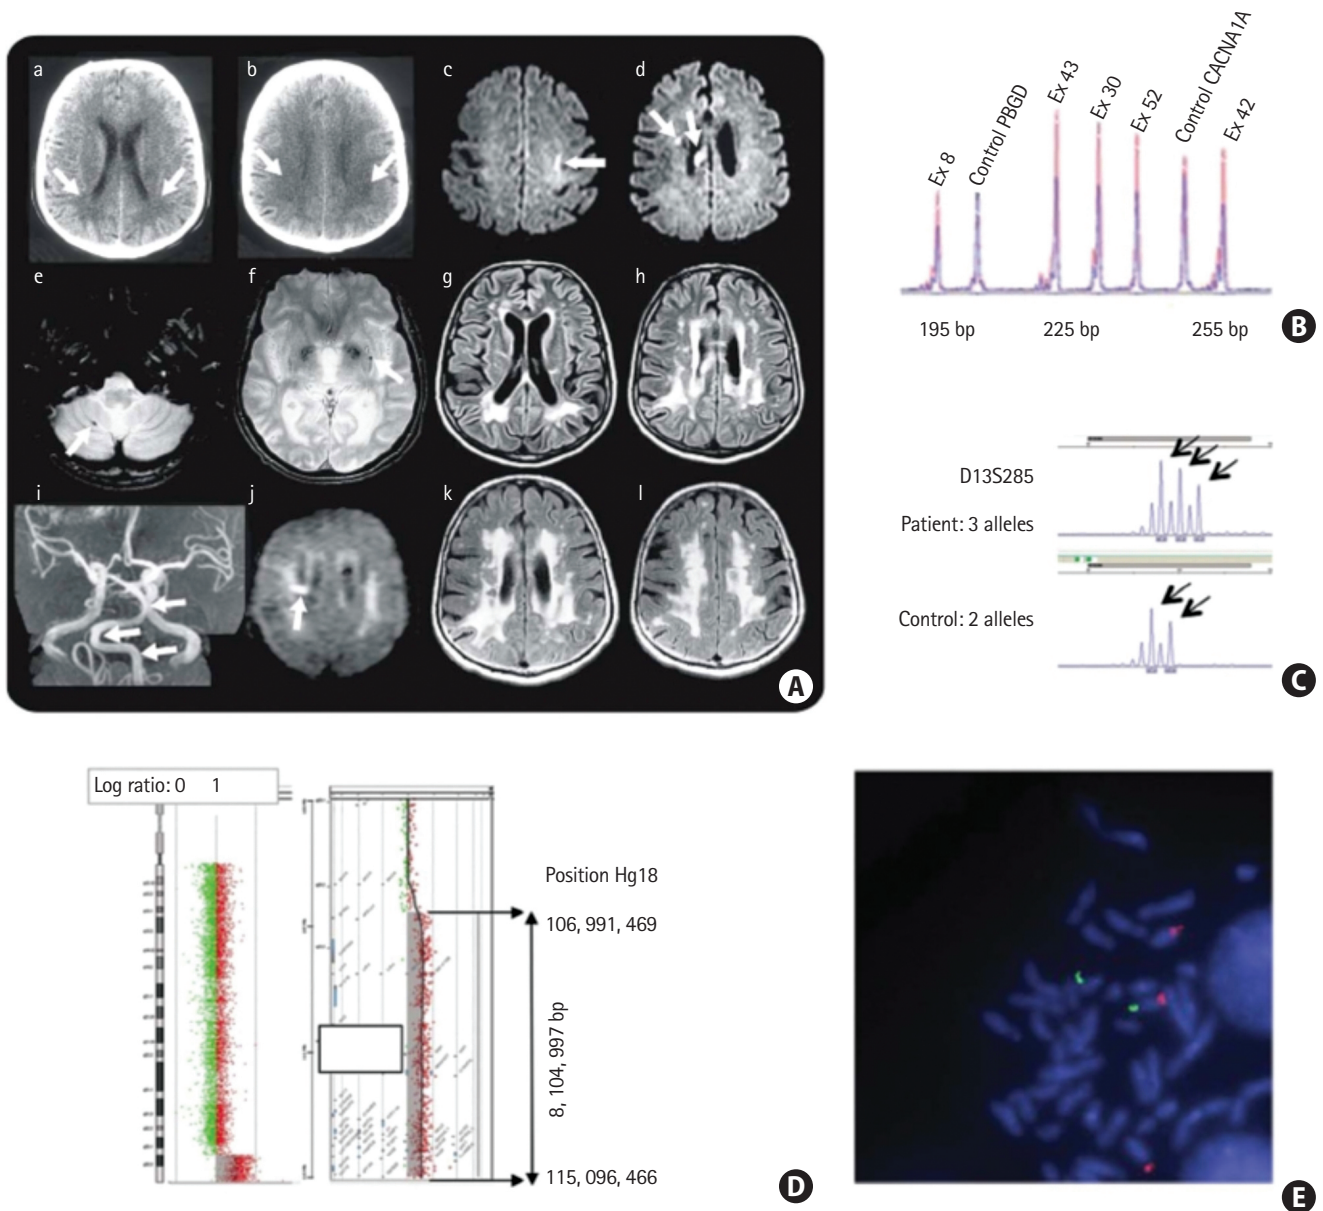 a
b
c
d
e
f
g
h
i
j
k
l
A
Ex 8
Control PBGD
Ex 43
Ex 30
Ex 52
Control CACNA1A
Ex 42
195 bp
225 bp
255 bp
B
D13S285
Patient: 3 alleles
Control: 2 alleles
C
Log ratio: 0 1
Position Hg18
106, 991, 469
8, 104, 997 bp
115, 096, 466
D
E